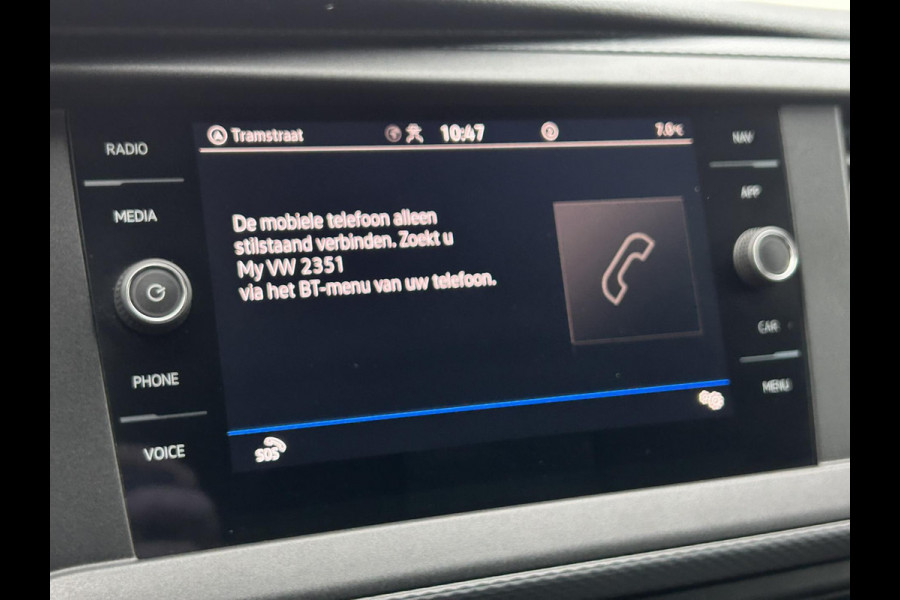 Tramstraat 10:47 7.0°C
RADIO
MEDIA
PHONE
VOICE
De mobiele telefoon alleen
stilstaand verbinden. Zoekt u
My VW 2351
via het BT-menu van uw telefoon.
SOS
NAV
APP
CAR
MENU